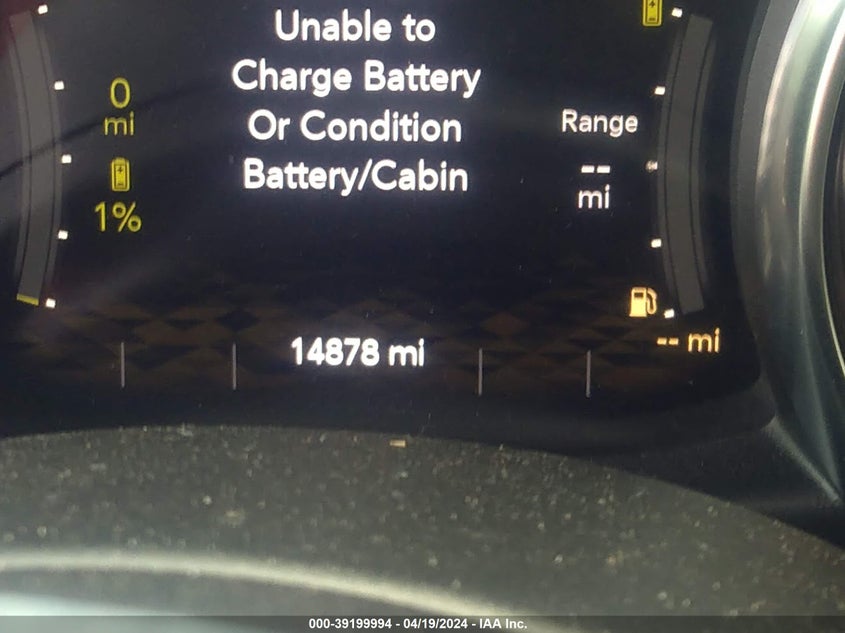 Unable to
Charge Battery
Or Condition
Battery/Cabin
0
mi
1%
Range
--
mi
14878 mi
-- mi
000-39199994 - 04/19/2024 - IAA Inc.